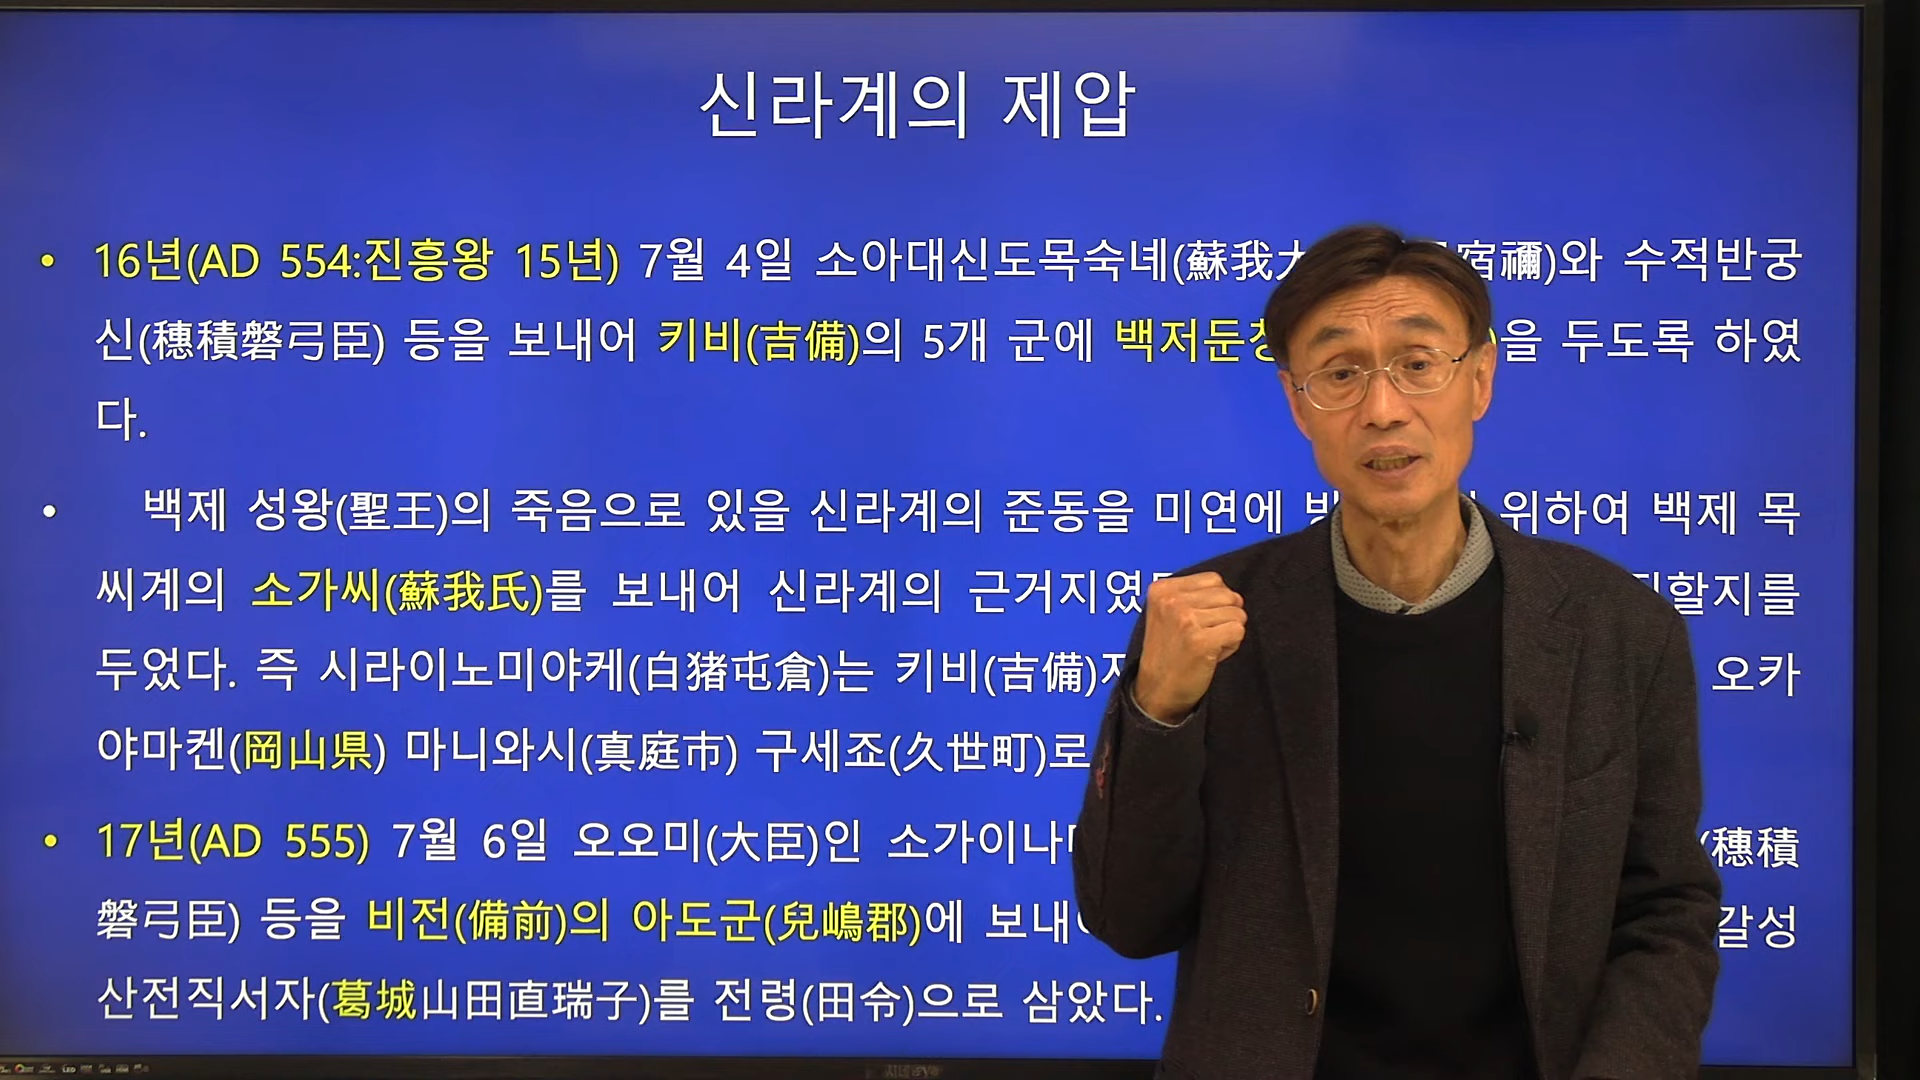 신라계의 제압
• 16년(AD 554:진흥왕 15년) 7월 4일 소아대신도목숙녜(蘇我 宿禰)와 수적반궁
신(穗積磐弓臣) 등을 보내어 키비(吉備)의 5개 군에 백저둔 을 두도록 하였
다.
• 백제 성왕(聖王)의 죽음으로 있을 신라계의 준동을 미연에 위하여 백제 목
씨계의 소가씨(蘇我氏)를 보내어 신라계의 근거지였 할지를
두었다. 즉 시라이노미야케(白猪屯倉)는 키비(吉備) 오카
야마켄(岡山県) 마니와시(真庭市) 구세죠(久世町)로
• 17년(AD 555) 7월 6일 오오미(大臣)인 소가이나 (穗積
磐弓臣) 등을 비전(備前)의 아도군(兒嶋郡)에 보내 갈성
산전직서자(葛城山田直瑞子)를 전령(田令)으로 삼았다.